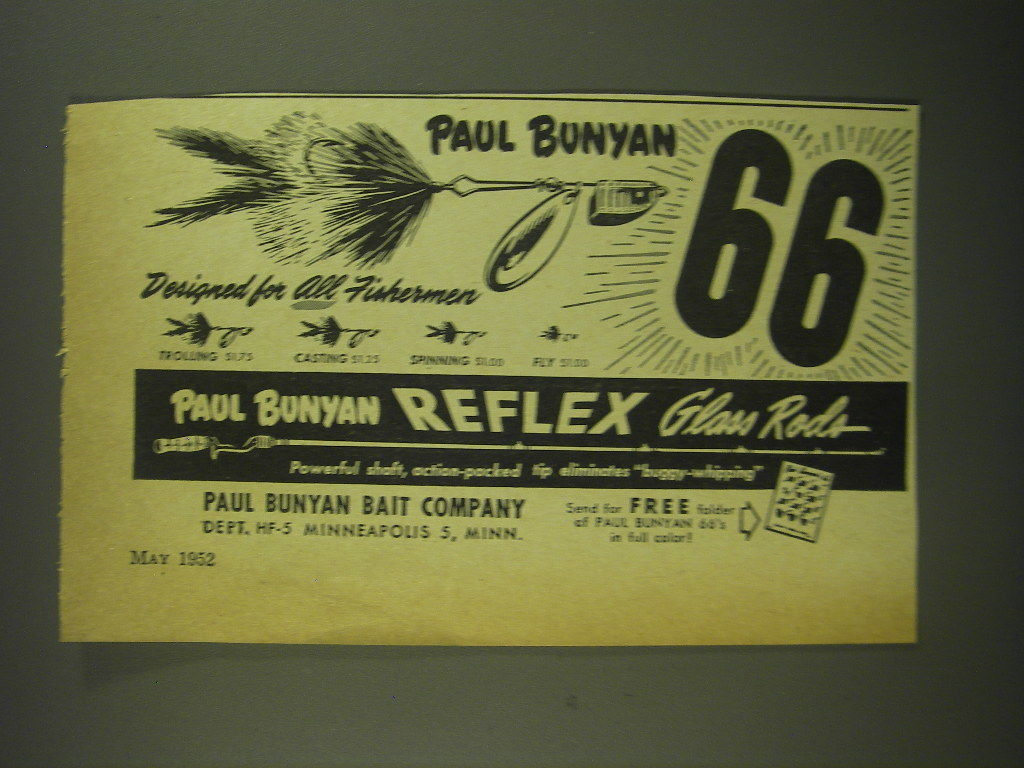 PAUL BUNYAN 66
Designed for All Fishermen
TROLLING $1.75 CASTING $1.25 SPINNING $1.00 FLY $1.00
PAUL BUNYAN REFLEX Glass Rods
Powerful shaft, action-packed tip eliminates "buggy-whipping"
PAUL BUNYAN BAIT COMPANY
DEPT. HF-5 MINNEAPOLIS 5, MINN.
Send for FREE folder
of PAUL BUNYAN 66's
in full color!
MAY 1952